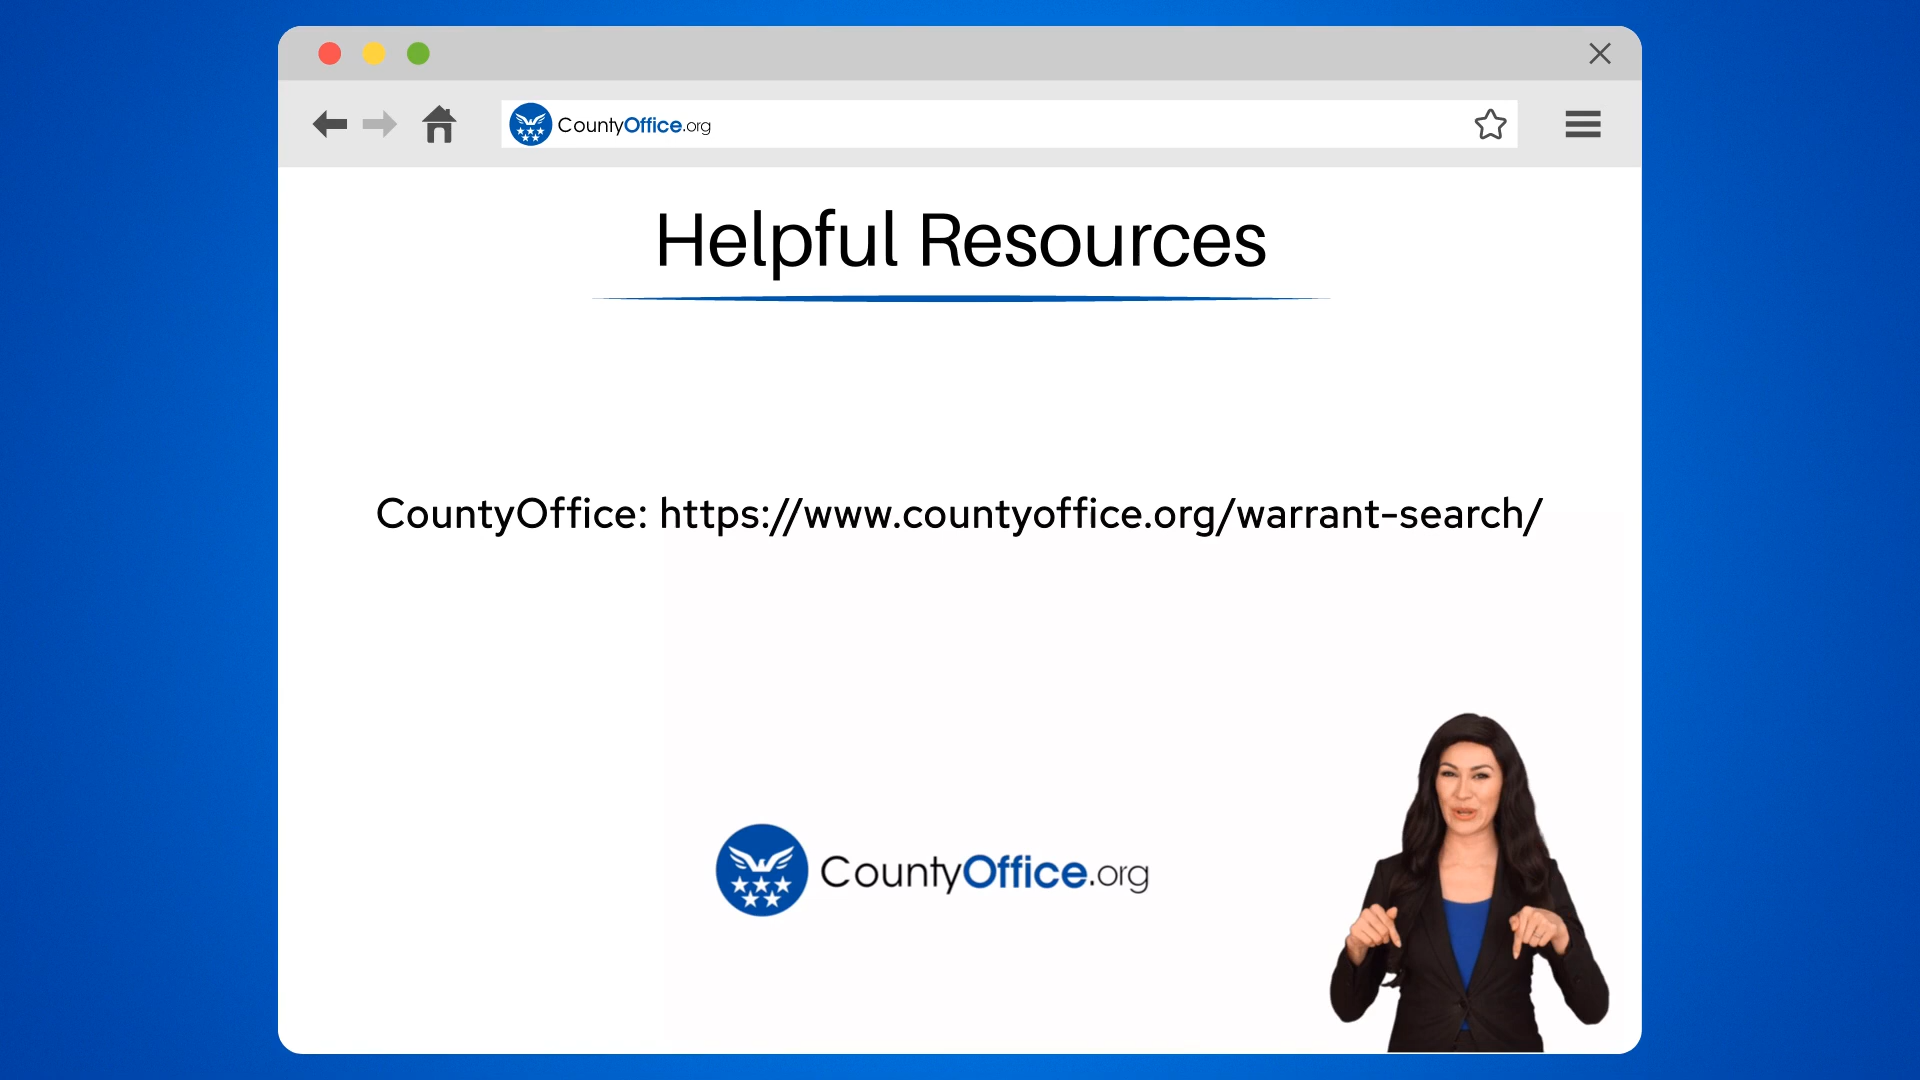 CountyOffice.org
Helpful Resources
CountyOffice: https://www.countyoffice.org/warrant-search/
CountyOffice.org